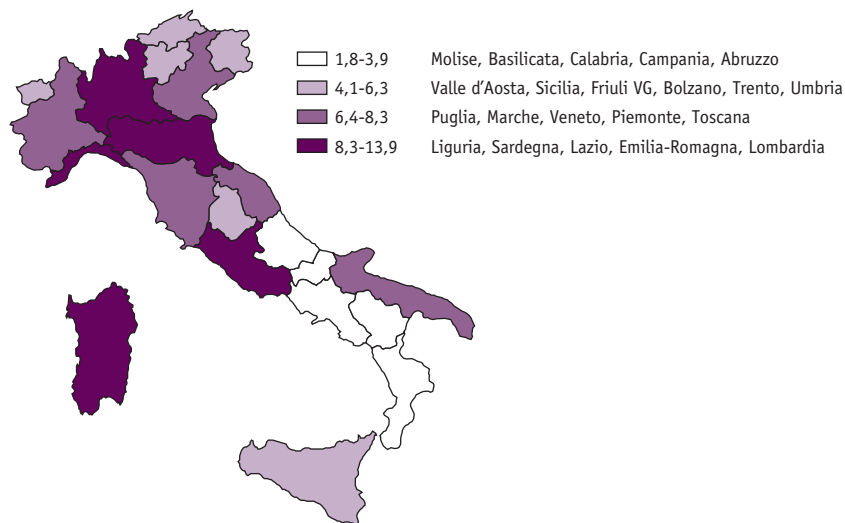 1,8-3,9 Molise, Basilicata, Calabria, Campania, Abruzzo
4,1-6,3 Valle d'Aosta, Sicilia, Friuli VG, Bolzano, Trento, Umbria
6,4-8,3 Puglia, Marche, Veneto, Piemonte, Toscana
8,3-13,9 Liguria, Sardegna, Lazio, Emilia-Romagna, Lombardia